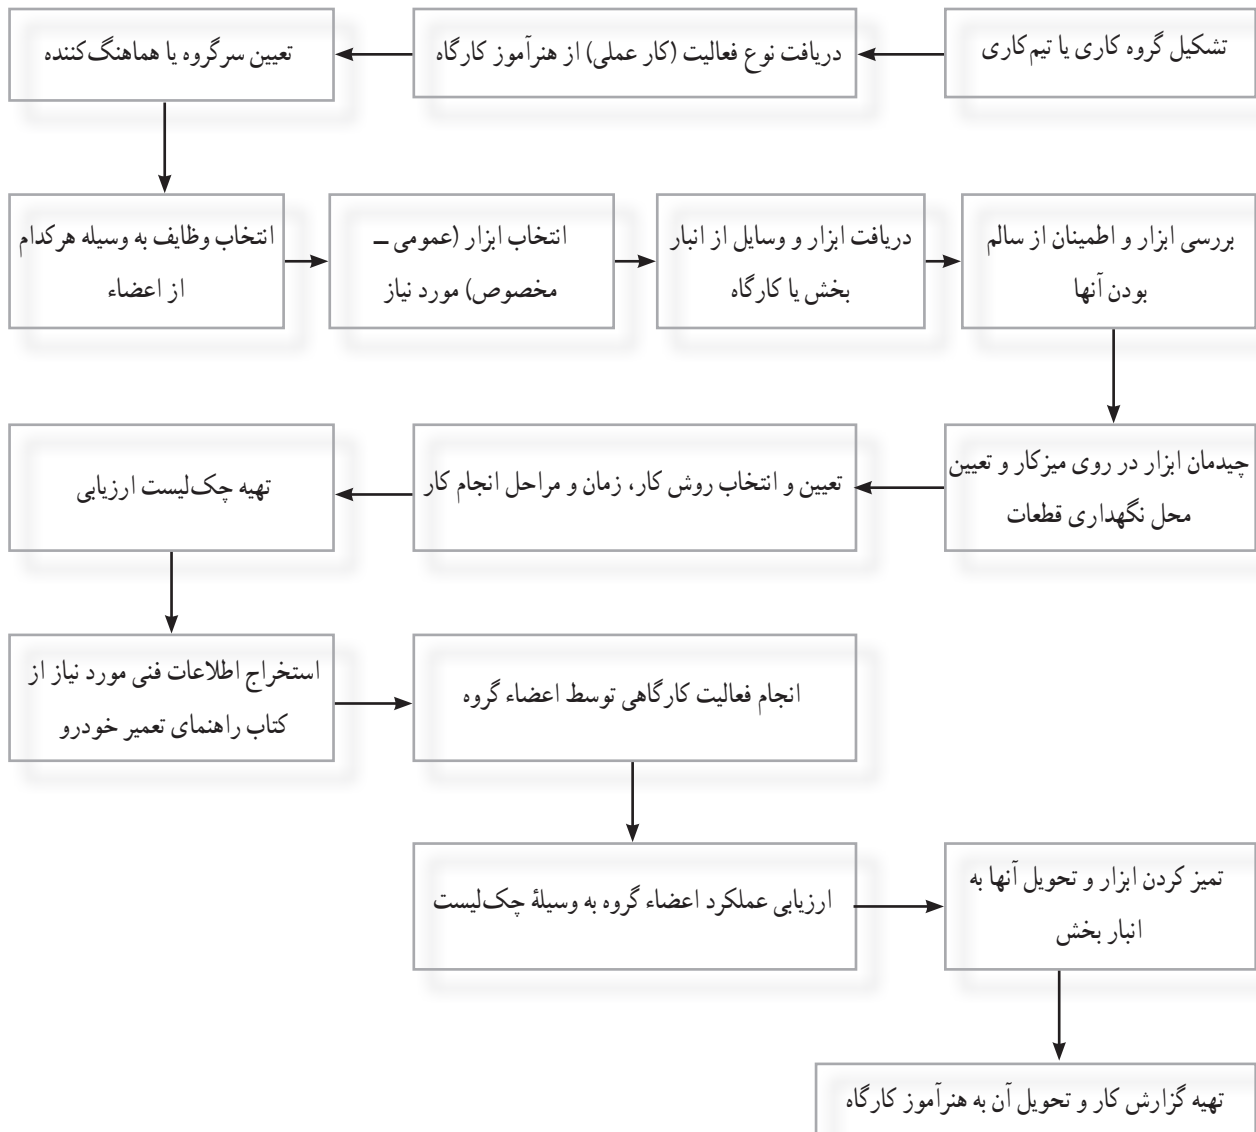 تشکیل گروه کاری یا تیم‌کاری
دریافت نوع فعالیت (کار عملی) از هنرآموز کارگاه
تعیین سرگروه یا هماهنگ‌کننده
انتخاب وظایف به وسیله هرکدام
از اعضاء
انتخاب ابزار (عمومی ــ
مخصوص) مورد نیاز
دریافت ابزار و وسایل از انبار
بخش یا کارگاه
بررسی ابزار و اطمینان از سالم
بودن آنها
چیدمان ابزار در روی میزکار و تعیین
محل نگهداری قطعات
تعیین و انتخاب روش کار، زمان و مراحل انجام کار
تهیه چک‌لیست ارزیابی
استخراج اطلاعات فنی مورد نیاز از
کتاب راهنمای تعمیر خودرو
انجام فعالیت کارگاهی توسط اعضاء گروه
ارزیابی عملکرد اعضاء گروه به وسیلهٔ چک‌لیست
تمیز کردن ابزار و تحویل آنها به
انبار بخش
تهیه گزارش کار و تحویل آن به هنرآموز کارگاه